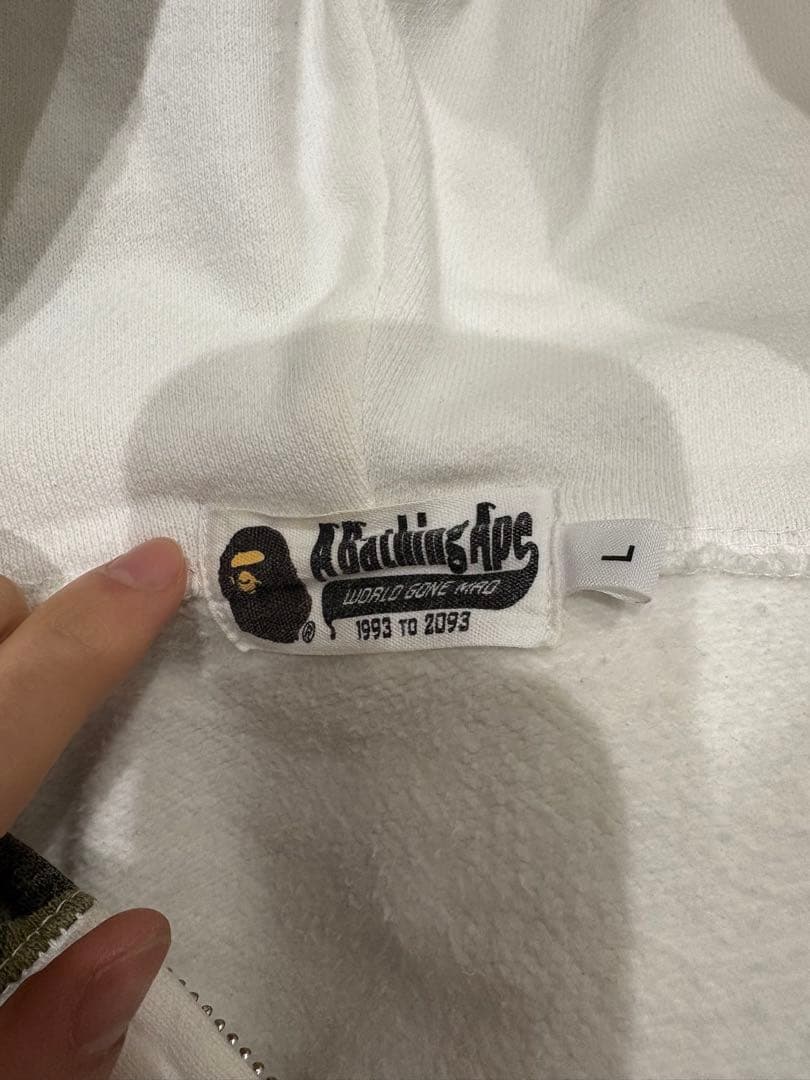 A Bathing Ape
WORLD GONE MAD
1993 TO 2093
®
L